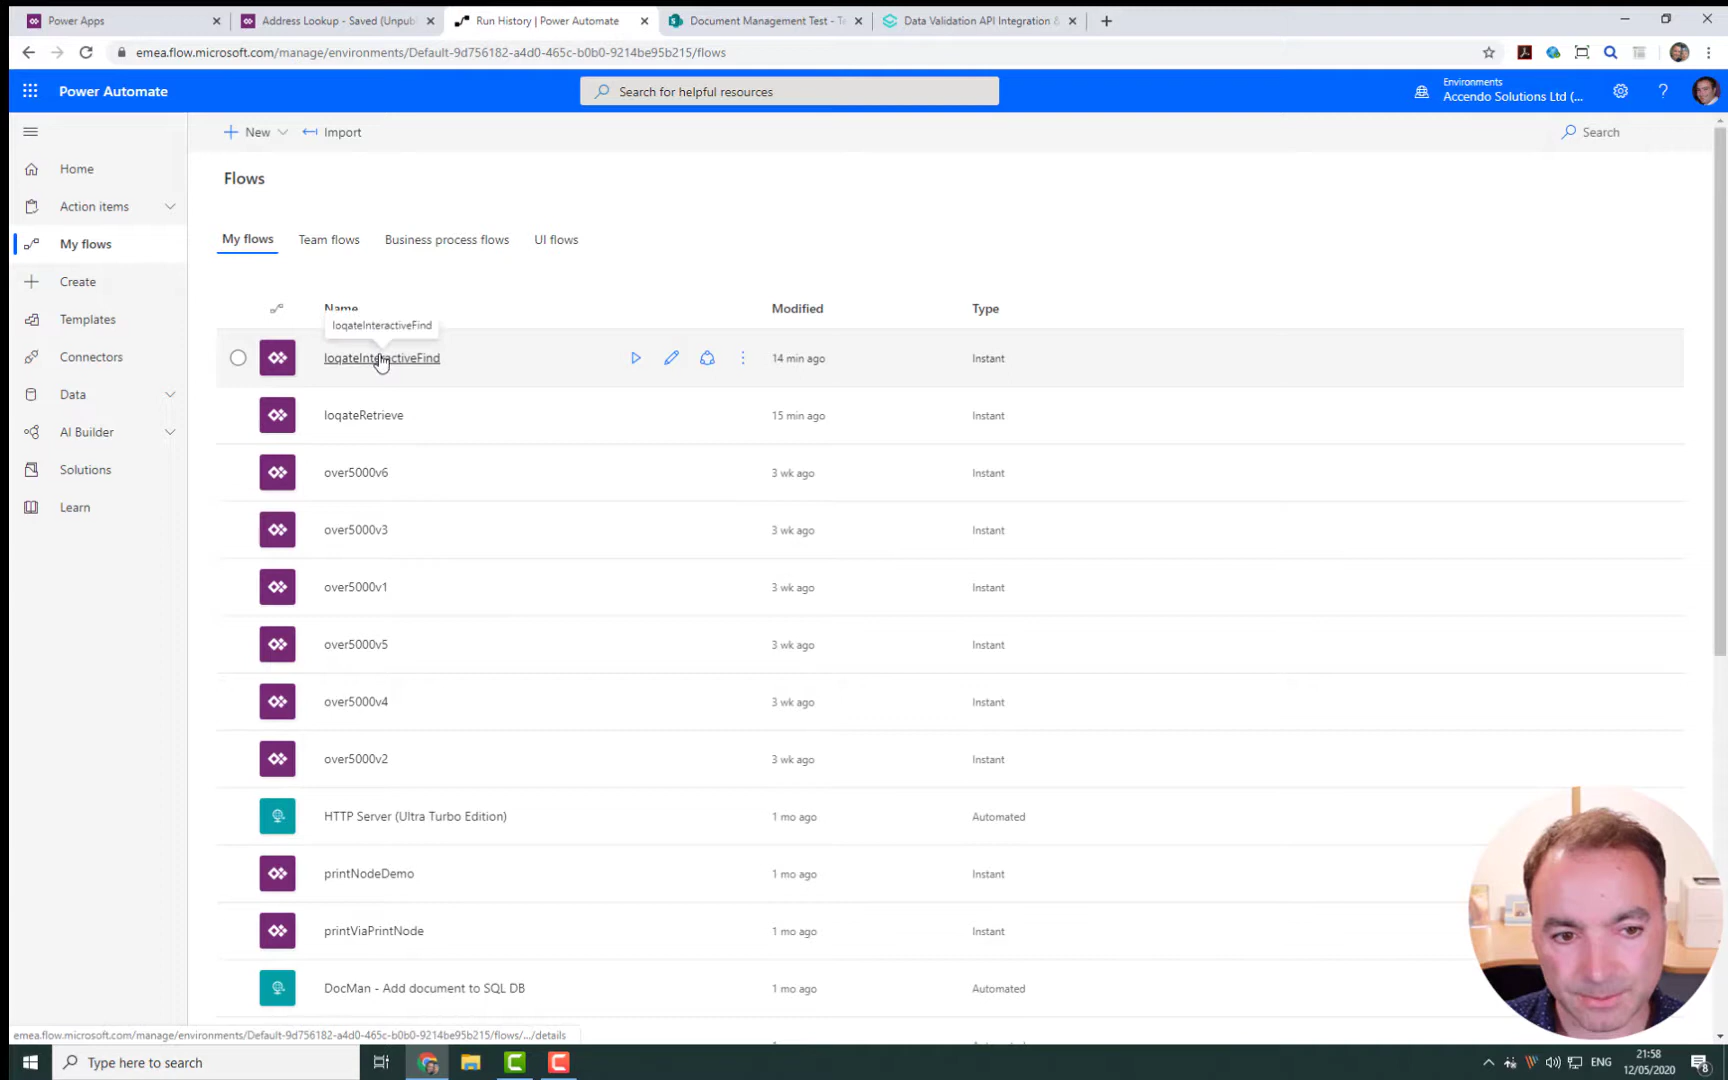 Power Apps
Address Lookup - Saved (Unpubl
Run History | Power Automate
Document Management Test - Te
Data Validation API Integration &
emea.flow.microsoft.com/manage/environments/Default-9d756182-a4d0-465c-b0b0-9214be95b215/flows
Power Automate
Search for helpful resources
Environments
Accendo Solutions Ltd (...
New
Import
Search
Home
Action items
My flows
Create
Templates
Connectors
Data
AI Builder
Solutions
Learn
Flows
My flows Team flows Business process flows UI flows
Name Modified Type
loqateInteractiveFind
loqateInteractiveFind 14 min ago Instant
loqateRetrieve 15 min ago Instant
over5000v6 3 wk ago Instant
over5000v3 3 wk ago Instant
over5000v1 3 wk ago Instant
over5000v5 3 wk ago Instant
over5000v4 3 wk ago Instant
over5000v2 3 wk ago Instant
HTTP Server (Ultra Turbo Edition) 1 mo ago Automated
printNodeDemo 1 mo ago Instant
printViaPrintNode 1 mo ago Instant
DocMan - Add document to SQL DB 1 mo ago Automated
emea.flow.microsoft.com/manage/environments/Default-9d756182-a4d0-465c-b0b0-9214be95b215/flows/.../details
Type here to search
ENG
21:58
12/05/2020
8